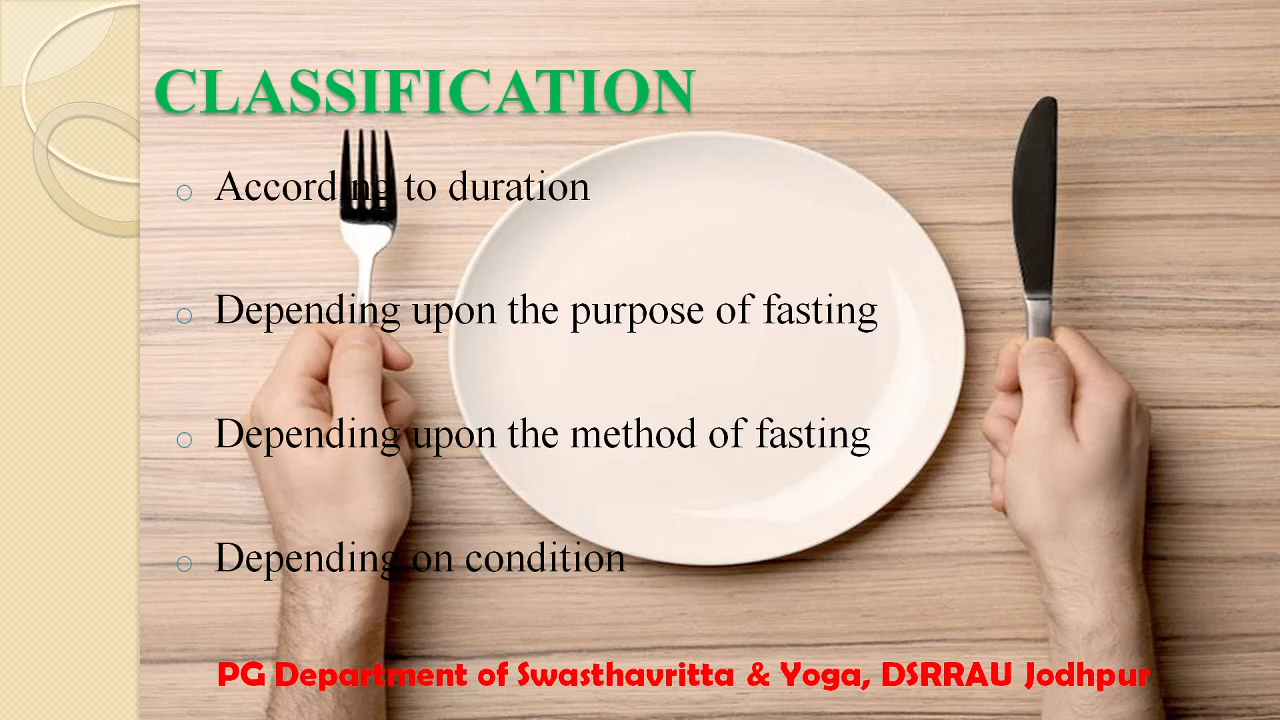 CLASSIFICATION
According to duration
Depending upon the purpose of fasting
Depending upon the method of fasting
Depending on condition
PG Department of Swasthavritta & Yoga, DSRRAU Jodhpur